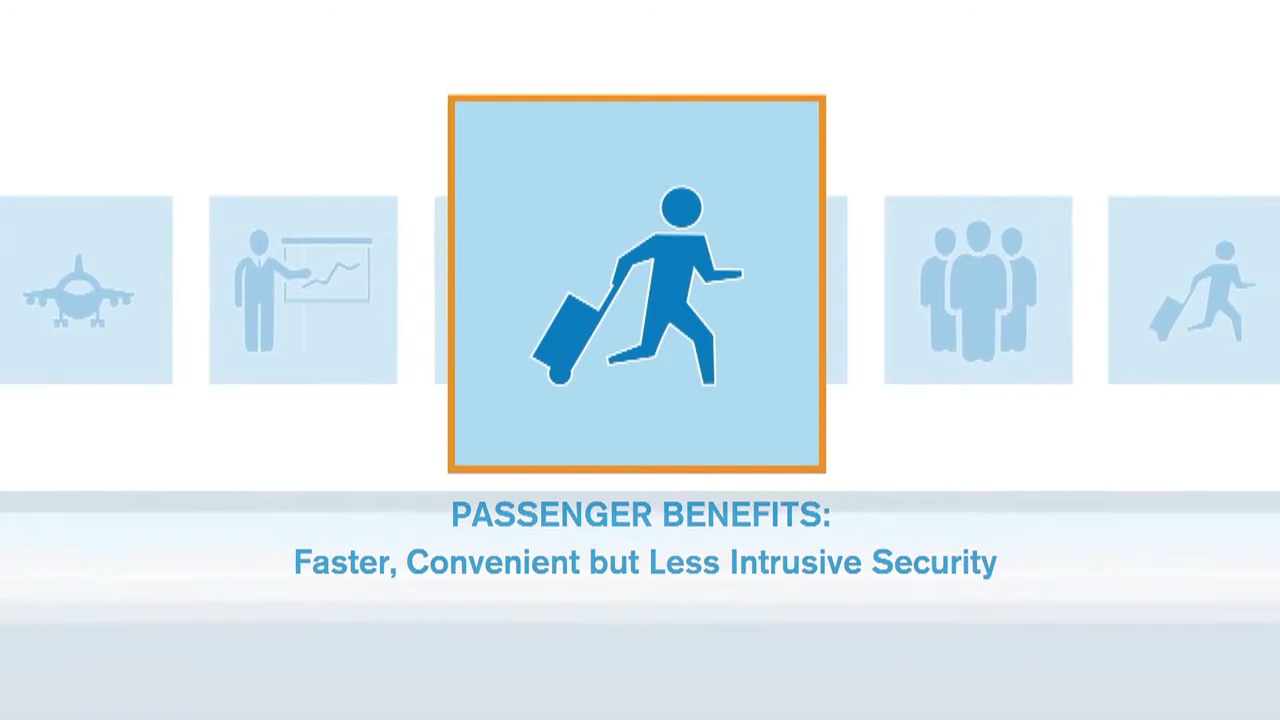 PASSENGER BENEFITS:
Faster, Convenient but Less Intrusive Security